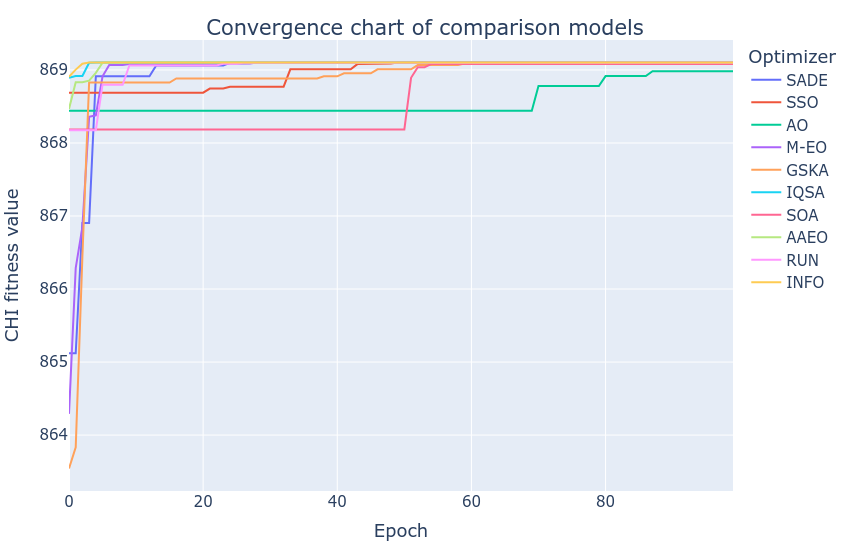 Convergence chart of comparison models
CHI fitness value
869
868
867
866
865
864
0
20
40
60
80
Epoch
Optimizer
SADE
SSO
AO
M-EO
GSKA
IQSA
SOA
AAEO
RUN
INFO